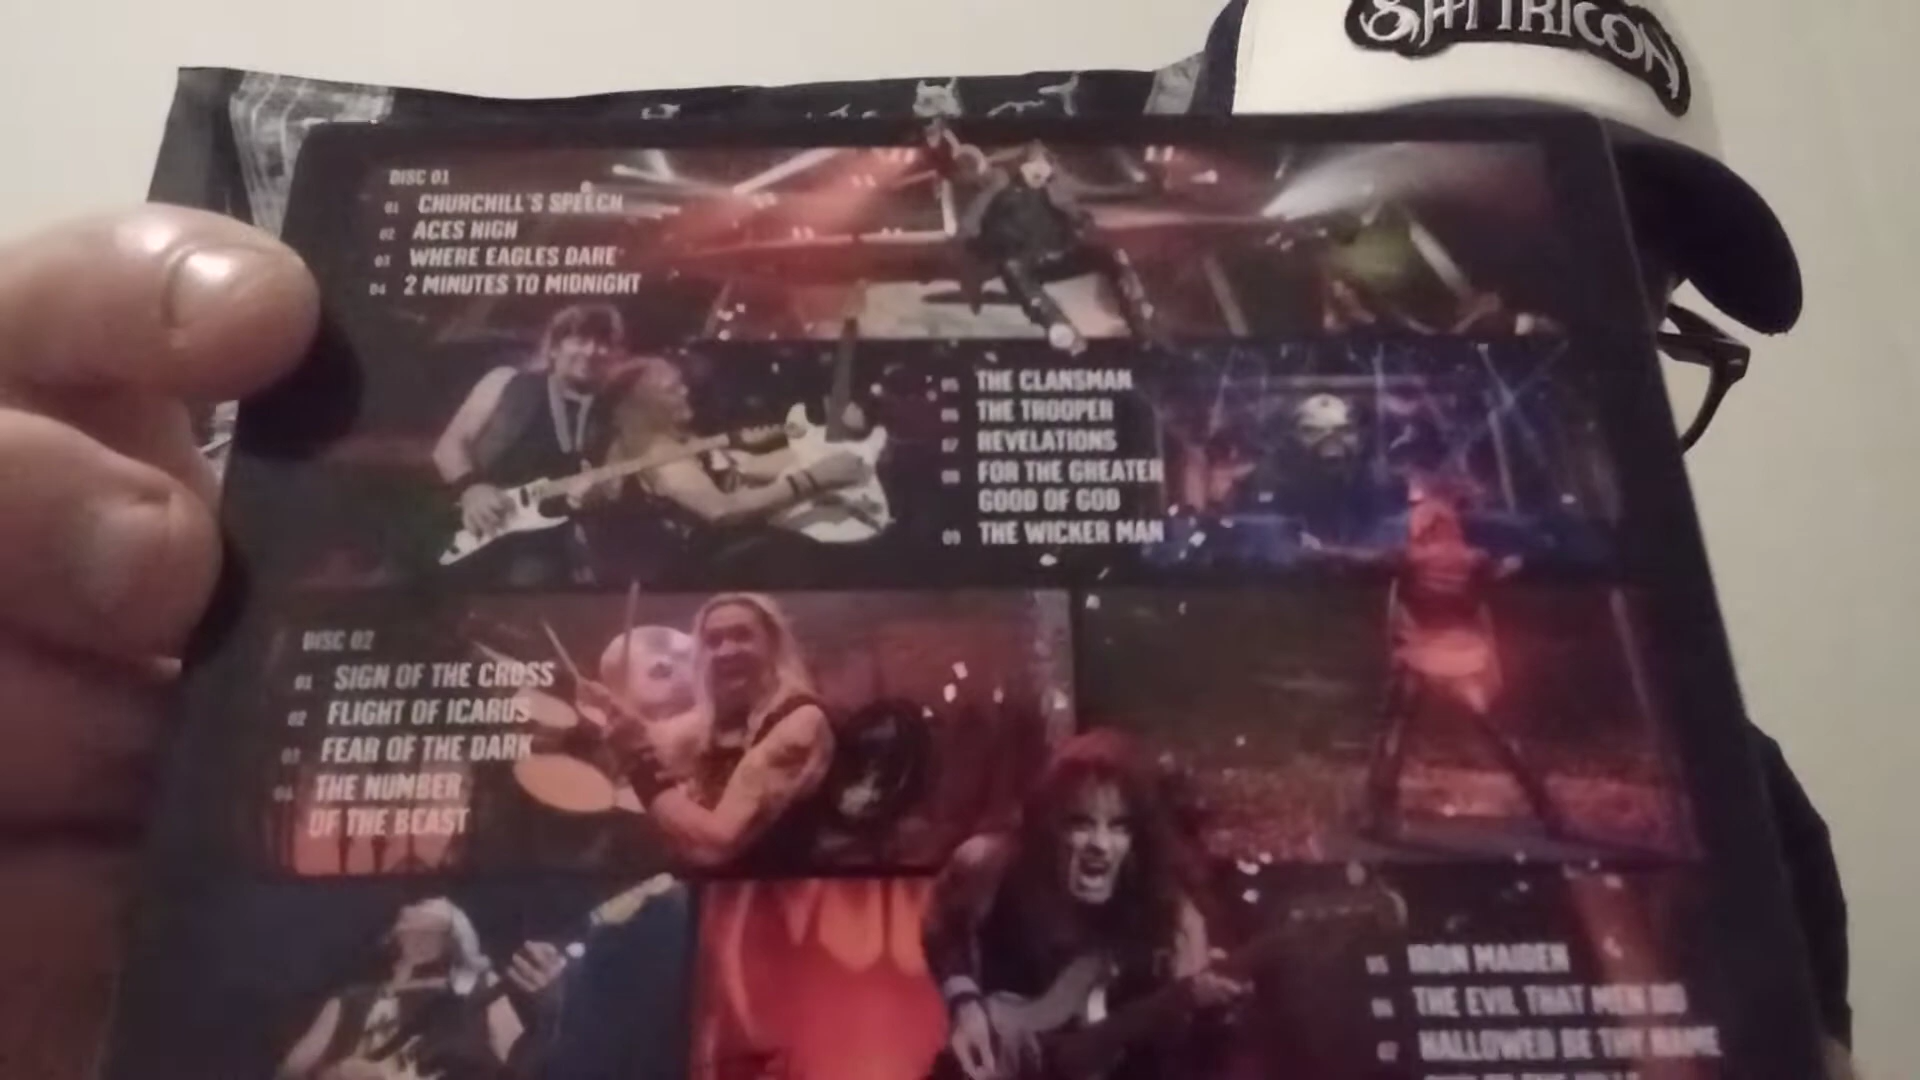 SATYRICON
DISC 01
01 CHURCHILL'S SPEECH
02 ACES HIGH
03 WHERE EAGLES DARE
04 2 MINUTES TO MIDNIGHT
05 THE CLANSMAN
06 THE TROOPER
07 REVELATIONS
08 FOR THE GREATER
GOOD OF GOD
09 THE WICKER MAN
DISC 02
01 SIGN OF THE CROSS
02 FLIGHT OF ICARUS
03 FEAR OF THE DARK
04 THE NUMBER
OF THE BEAST
05 IRON MAIDEN
06 THE EVIL THAT MEN DO
07 HALLOWED BE THY NAME